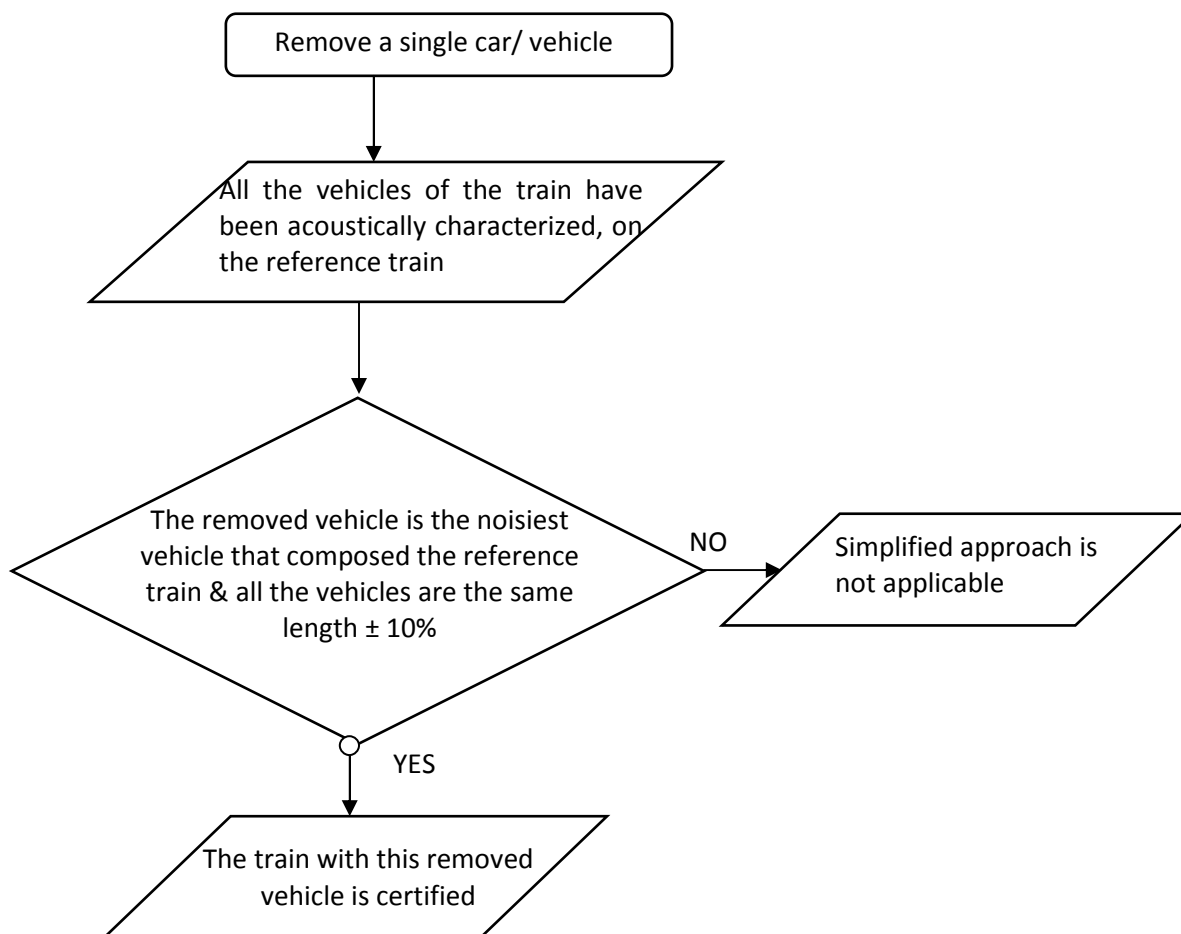 Remove a single car/ vehicle
All the vehicles of the train have
been acoustically characterized, on
the reference train
The removed vehicle is the noisiest
vehicle that composed the reference
train & all the vehicles are the same
length ± 10%
NO
Simplified approach is
not applicable
YES
The train with this removed
vehicle is certified